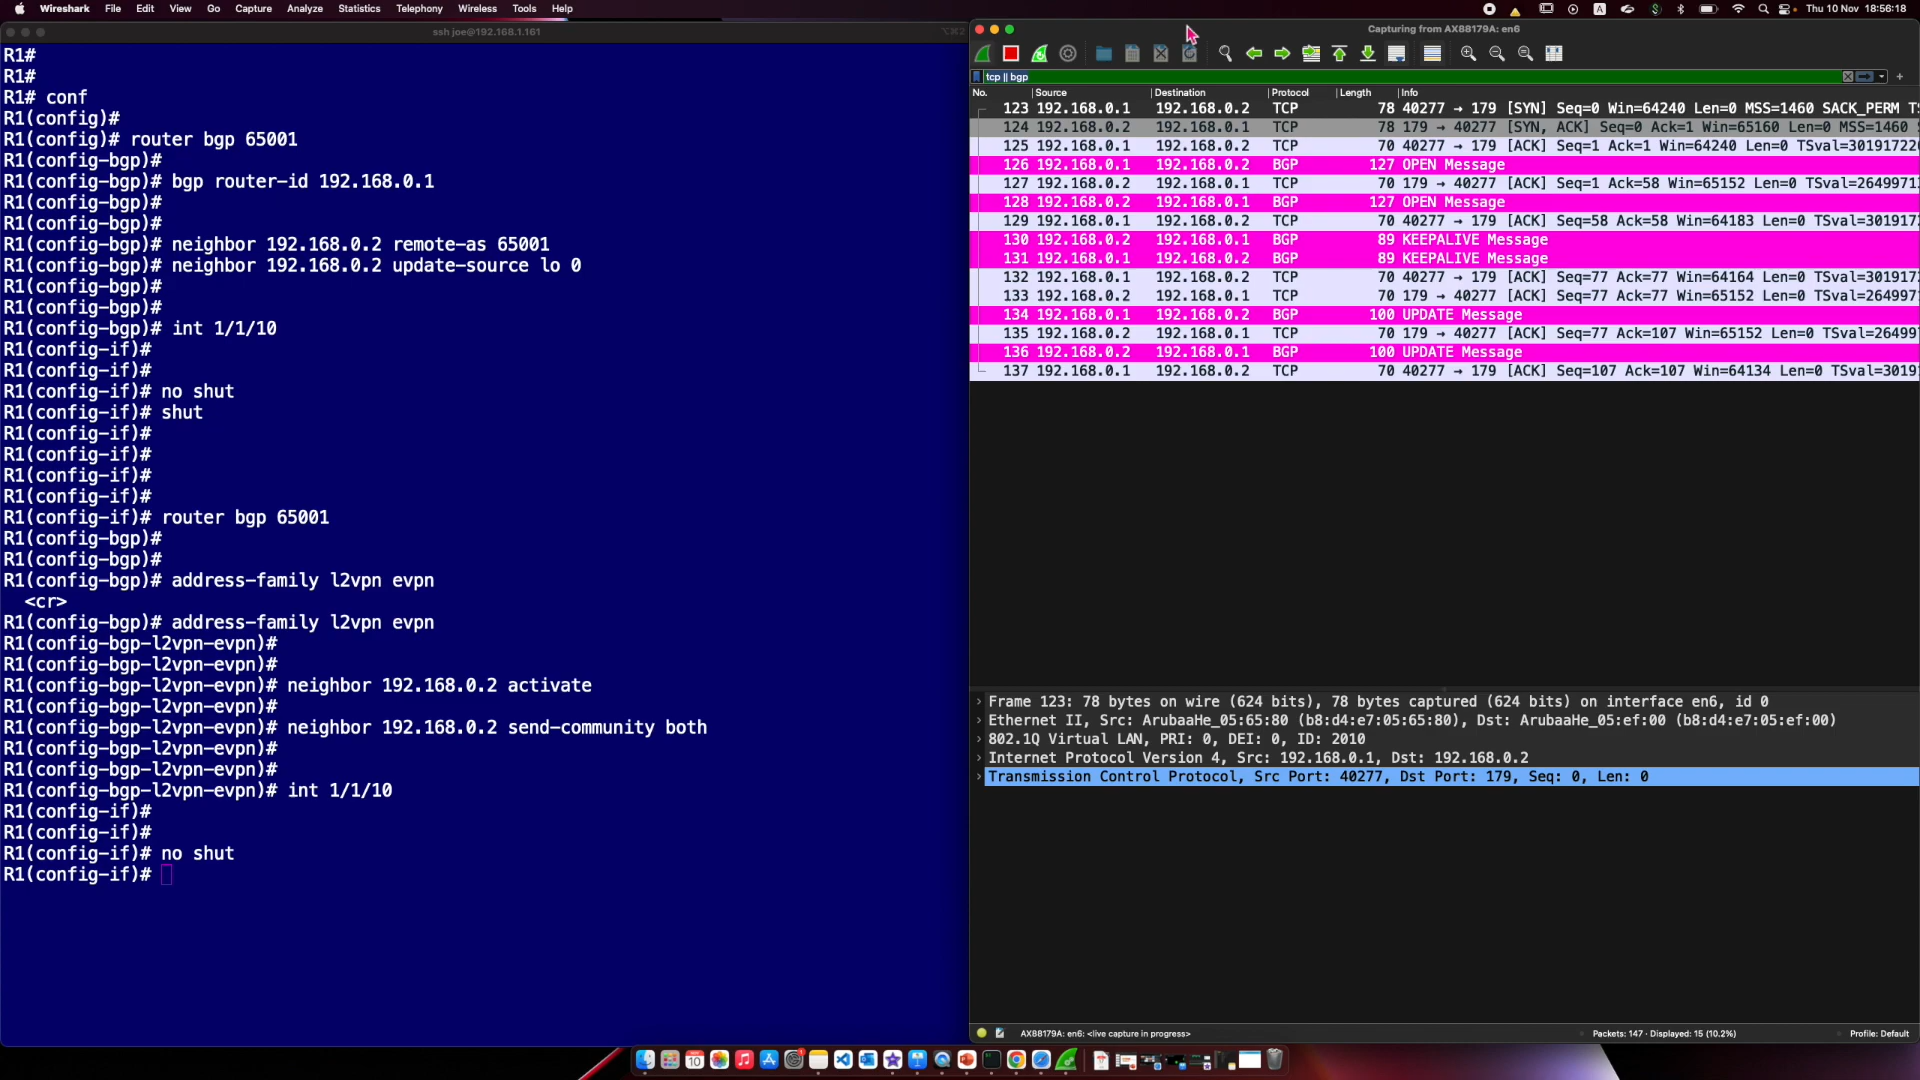 Wireshark File Edit View Go Capture Analyze Statistics Telephony Wireless Tools Help
Thu 10 Nov 18:56:18
ssh joe@192.168.1.161
⌥⌘2
R1#
R1#
R1# conf
R1(config)#
R1(config)# router bgp 65001
R1(config-bgp)#
R1(config-bgp)# bgp router-id 192.168.0.1
R1(config-bgp)#
R1(config-bgp)#
R1(config-bgp)# neighbor 192.168.0.2 remote-as 65001
R1(config-bgp)# neighbor 192.168.0.2 update-source lo 0
R1(config-bgp)#
R1(config-bgp)#
R1(config-bgp)# int 1/1/10
R1(config-if)#
R1(config-if)#
R1(config-if)# no shut
R1(config-if)# shut
R1(config-if)#
R1(config-if)#
R1(config-if)#
R1(config-if)#
R1(config-if)# router bgp 65001
R1(config-bgp)#
R1(config-bgp)#
R1(config-bgp)# address-family l2vpn evpn
<cr>
R1(config-bgp)# address-family l2vpn evpn
R1(config-bgp-l2vpn-evpn)#
R1(config-bgp-l2vpn-evpn)#
R1(config-bgp-l2vpn-evpn)# neighbor 192.168.0.2 activate
R1(config-bgp-l2vpn-evpn)#
R1(config-bgp-l2vpn-evpn)# neighbor 192.168.0.2 send-community both
R1(config-bgp-l2vpn-evpn)#
R1(config-bgp-l2vpn-evpn)#
R1(config-bgp-l2vpn-evpn)# int 1/1/10
R1(config-if)#
R1(config-if)#
R1(config-if)# no shut
R1(config-if)#
Capturing from AX88179A: en6
tcp || bgp
No. Source Destination Protocol Length Info
123 192.168.0.1 192.168.0.2 TCP 78 40277 → 179 [SYN] Seq=0 Win=64240 Len=0 MSS=1460 SACK_PERM T
124 192.168.0.2 192.168.0.1 TCP 78 179 → 40277 [SYN, ACK] Seq=0 Ack=1 Win=65160 Len=0 MSS=1460
125 192.168.0.1 192.168.0.2 TCP 70 40277 → 179 [ACK] Seq=1 Ack=1 Win=64240 Len=0 TSval=301917220
126 192.168.0.1 192.168.0.2 BGP 127 OPEN Message
127 192.168.0.2 192.168.0.1 TCP 70 179 → 40277 [ACK] Seq=1 Ack=58 Win=65152 Len=0 TSval=2649971
128 192.168.0.2 192.168.0.1 BGP 127 OPEN Message
129 192.168.0.1 192.168.0.2 TCP 70 40277 → 179 [ACK] Seq=58 Ack=58 Win=64183 Len=0 TSval=301917
130 192.168.0.2 192.168.0.1 BGP 89 KEEPALIVE Message
131 192.168.0.1 192.168.0.2 BGP 89 KEEPALIVE Message
132 192.168.0.1 192.168.0.2 TCP 70 40277 → 179 [ACK] Seq=77 Ack=77 Win=64164 Len=0 TSval=301917
133 192.168.0.2 192.168.0.1 TCP 70 179 → 40277 [ACK] Seq=77 Ack=77 Win=65152 Len=0 TSval=264997
134 192.168.0.1 192.168.0.2 BGP 100 UPDATE Message
135 192.168.0.2 192.168.0.1 TCP 70 179 → 40277 [ACK] Seq=77 Ack=107 Win=65152 Len=0 TSval=26499
136 192.168.0.2 192.168.0.1 BGP 100 UPDATE Message
137 192.168.0.1 192.168.0.2 TCP 70 40277 → 179 [ACK] Seq=107 Ack=107 Win=64134 Len=0 TSval=3019
Frame 123: 78 bytes on wire (624 bits), 78 bytes captured (624 bits) on interface en6, id 0
Ethernet II, Src: ArubaaHe_05:65:80 (b8:d4:e7:05:65:80), Dst: ArubaaHe_05:ef:00 (b8:d4:e7:05:ef:00)
802.1Q Virtual LAN, PRI: 0, DEI: 0, ID: 2010
Internet Protocol Version 4, Src: 192.168.0.1, Dst: 192.168.0.2
Transmission Control Protocol, Src Port: 40277, Dst Port: 179, Seq: 0, Len: 0
AX88179A: en6: <live capture in progress>
Packets: 147 · Displayed: 15 (10.2%)
Profile: Default